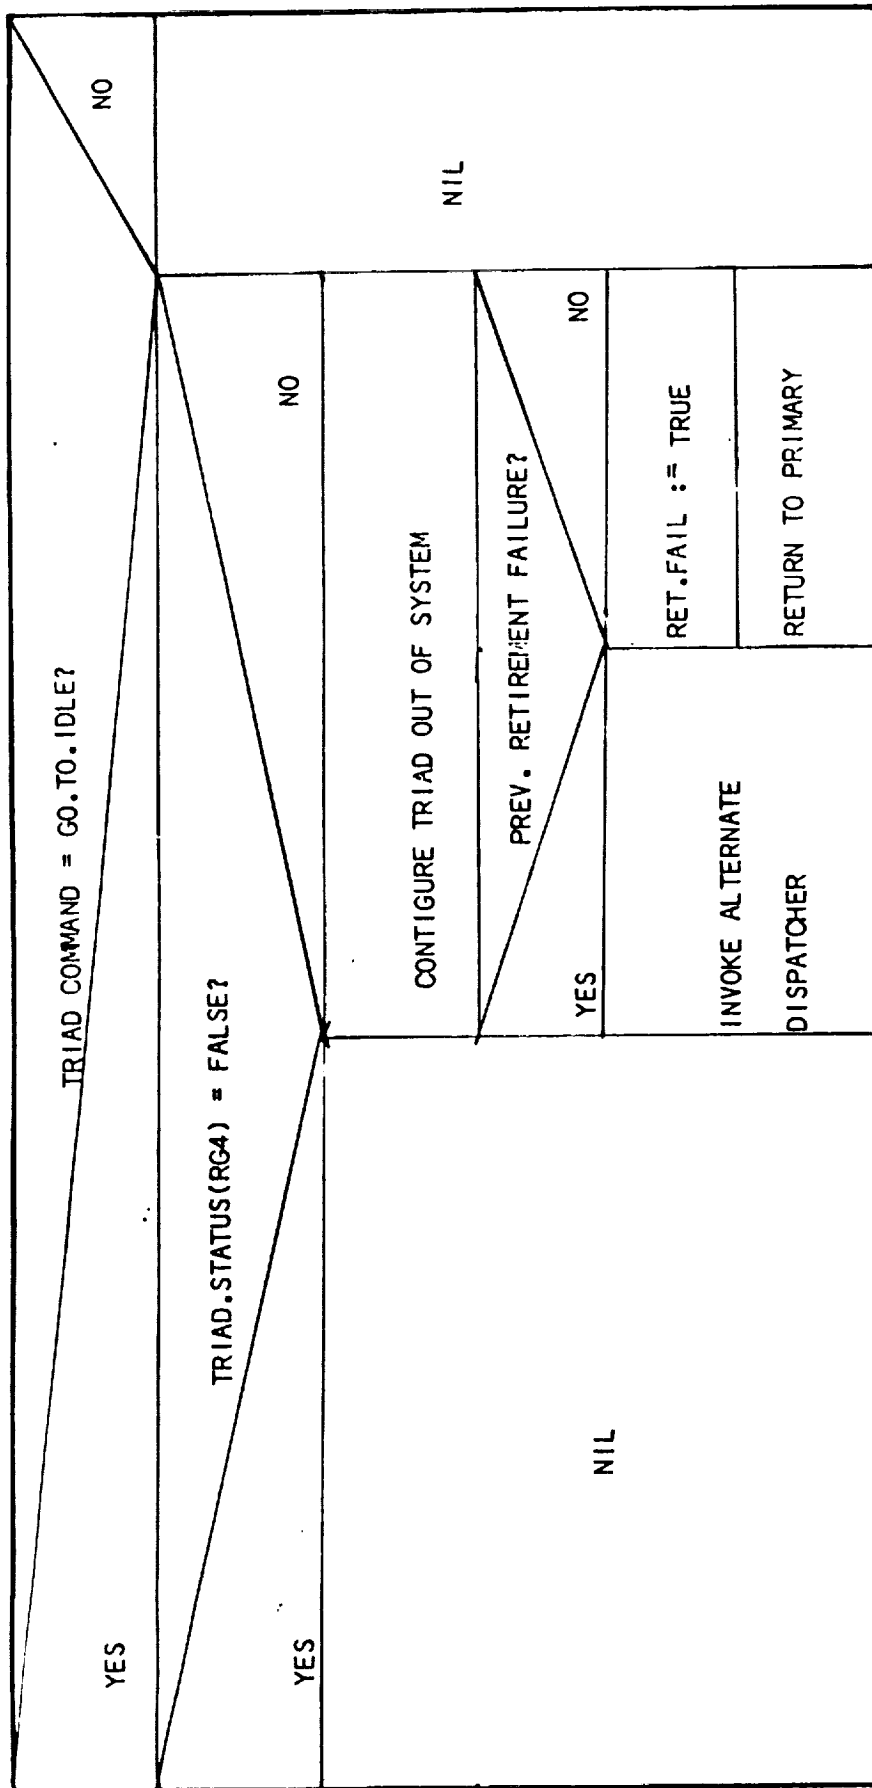 TRIAD COMMAND = GO.TO.IDLE?
YES
NO
TRIAD.STATUS(RG4) = FALSE?
YES
NO
NIL
CONTIGURE TRIAD OUT OF SYSTEM
PREV. RETIREMENT FAILURE?
YES
NO
NIL
INVOKE ALTERNATE
DISPATCHER
RET.FAIL := TRUE
RETURN TO PRIMARY